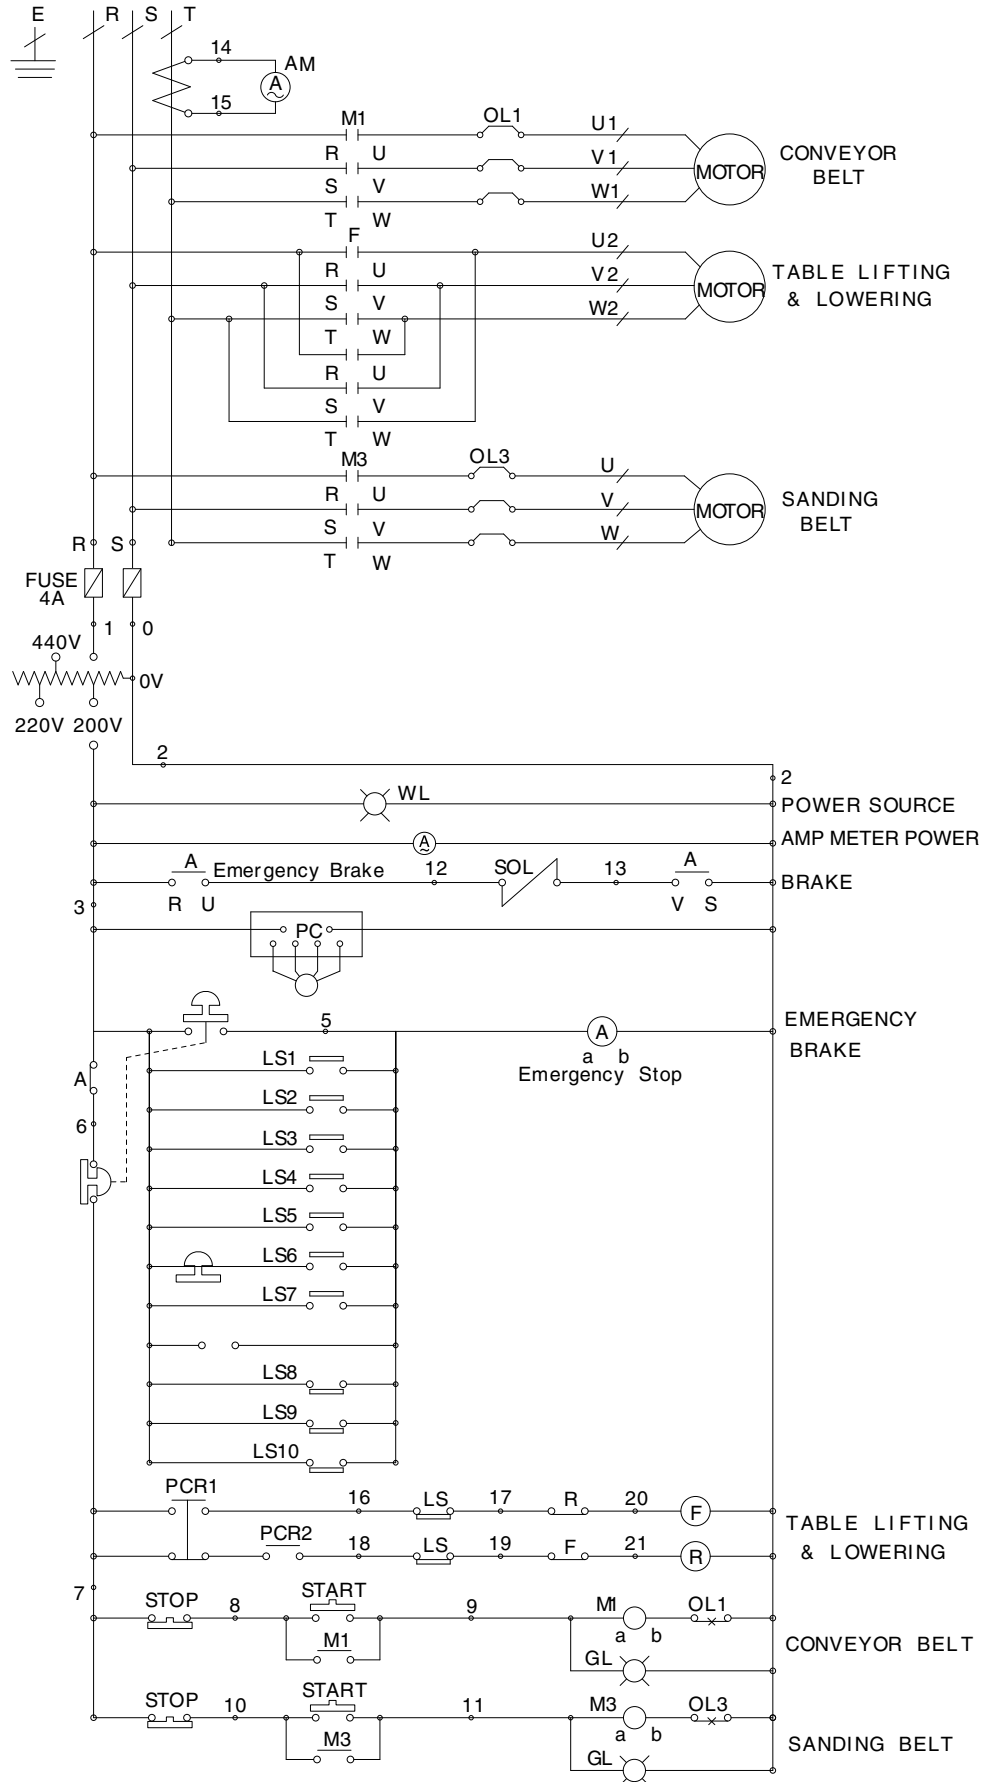 E R S T
14
AM
A
15
M1 OL1 U1
R U V1
S V W1
T W
MOTOR
CONVEYOR
BELT
F U2
R U V2
S V W2
T W
R U
S V
T W
MOTOR
TABLE LIFTING
& LOWERING
M3 OL3 U
R U V
S V W
T W
MOTOR
SANDING
BELT
R S
FUSE
4A
1 0
440V
0V
220V 200V
2
2
WL
POWER SOURCE
A
AMP METER POWER
A Emergency Brake 12 SOL 13 A
BRAKE
R U V S
3
PC
5
A
a b
Emergency Stop
EMERGENCY
BRAKE
LS1
A
LS2
6
LS3
LS4
LS5
LS6
LS7
LS8
LS9
LS10
PCR1 16 LS 17 R 20 F
PCR2 18 LS 19 F 21 R
TABLE LIFTING
& LOWERING
7
STOP 8 START 9 M1 OL1
M1 a b
GL
CONVEYOR BELT
STOP 10 START 11 M3 OL3
M3 a b
GL
SANDING BELT